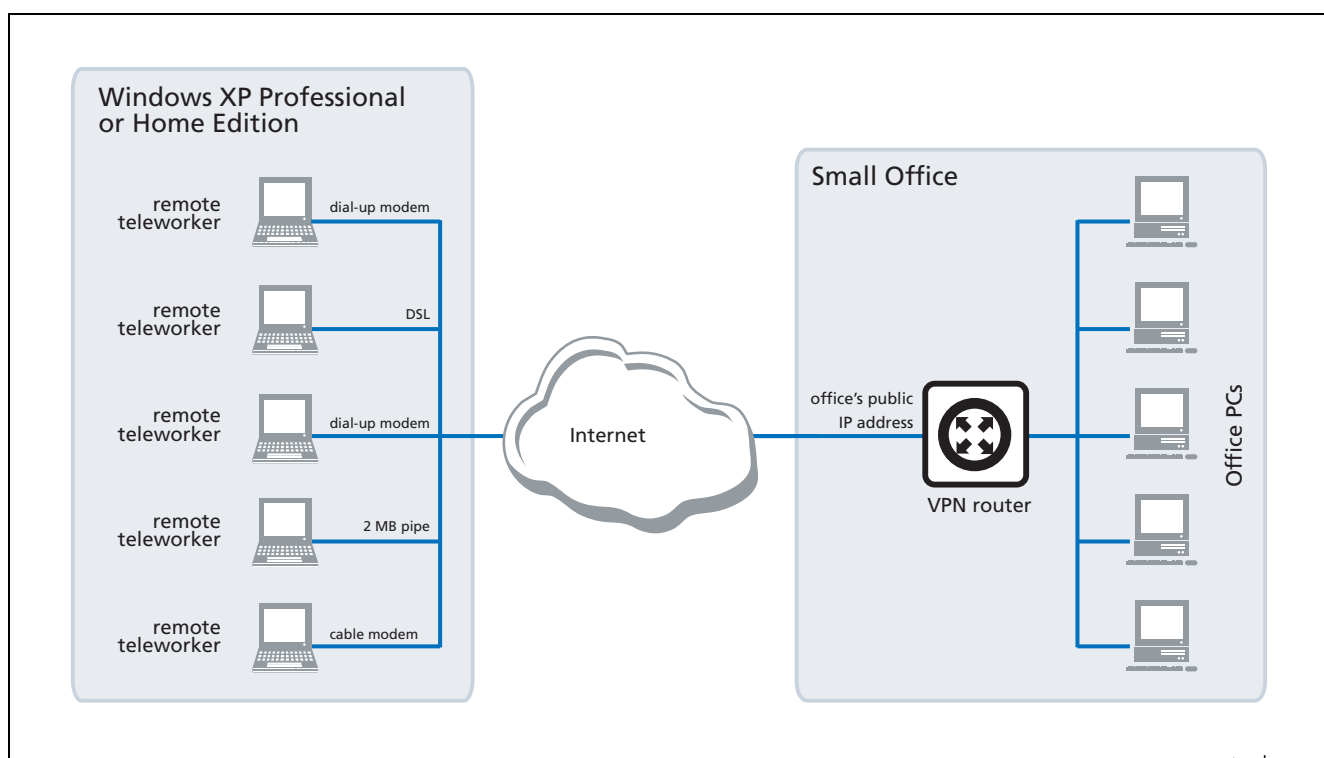 Windows XP Professional
or Home Edition
remote
teleworker
dial-up modem
remote
teleworker
DSL
remote
teleworker
dial-up modem
remote
teleworker
2 MB pipe
remote
teleworker
cable modem
Internet
Small Office
office's public
IP address
VPN router
Office PCs